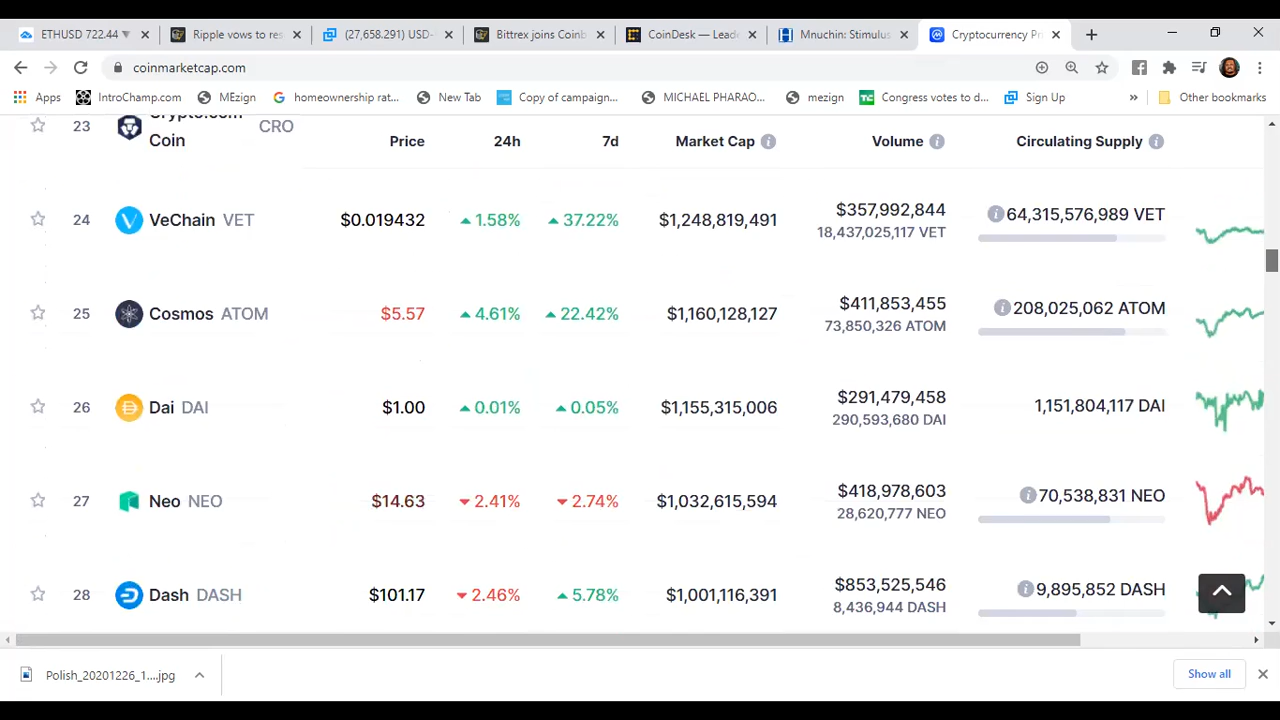 ETHUSD 722.44 ▼
Ripple vows to res
(27,658.291) USD-
Bittrex joins Coinb
CoinDesk — Leade
Mnuchin: Stimulus
Cryptocurrency Pr
coinmarketcap.com
Apps
IntroChamp.com
MEzign
homeownership rat...
New Tab
Copy of campaign...
MICHAEL PHARAO...
mezign
Congress votes to d...
Sign Up
»
Other bookmarks
23 Crypto.com Coin CRO
Price 24h 7d Market Cap Volume Circulating Supply
24 VeChain VET $0.019432 1.58% 37.22% $1,248,819,491 $357,992,844 64,315,576,989 VET
18,437,025,117 VET
25 Cosmos ATOM $5.57 4.61% 22.42% $1,160,128,127 $411,853,455 208,025,062 ATOM
73,850,326 ATOM
26 Dai DAI $1.00 0.01% 0.05% $1,155,315,006 $291,479,458 1,151,804,117 DAI
290,593,680 DAI
27 Neo NEO $14.63 2.41% 2.74% $1,032,615,594 $418,978,603 70,538,831 NEO
28,620,777 NEO
28 Dash DASH $101.17 2.46% 5.78% $1,001,116,391 $853,525,546 9,895,852 DASH
8,436,944 DASH
Polish_20201226_1....jpg
Show all